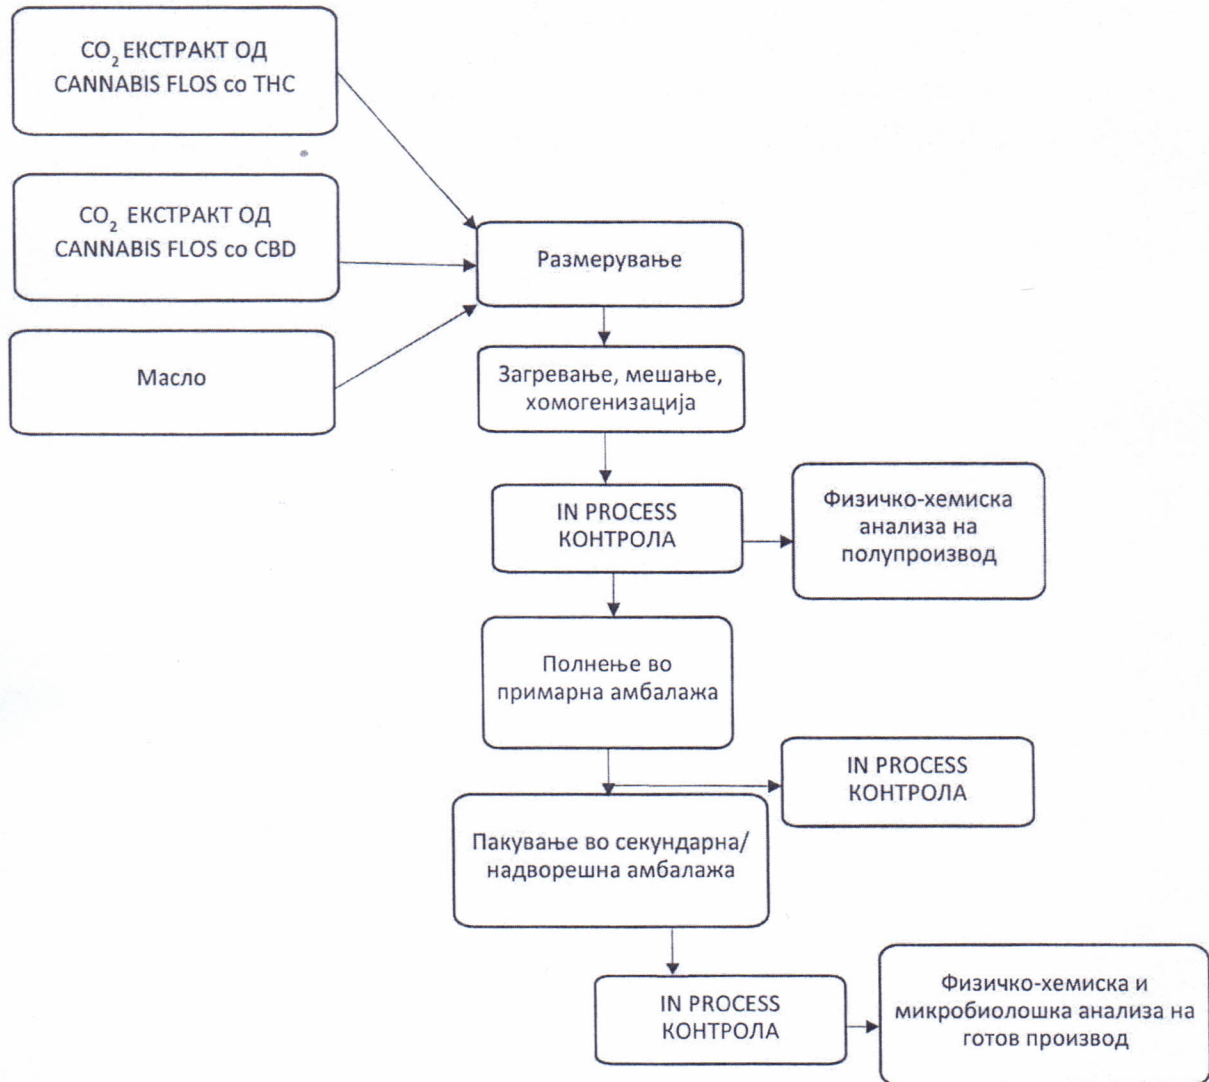 CO₂ ЕКСТРАКТ ОД
CANNABIS FLOS со THC
CO₂ ЕКСТРАКТ ОД
CANNABIS FLOS со CBD
Масло
Размерување
Загревање, мешање,
хомогенизација
IN PROCESS
КОНТРОЛА
Физичко-хемиска
анализа на
полупроизвод
Полнење во
примарна амбалажа
IN PROCESS
КОНТРОЛА
Пакување во секундарна/
надворешна амбалажа
IN PROCESS
КОНТРОЛА
Физичко-хемиска и
микробиолошка анализа на
готов производ